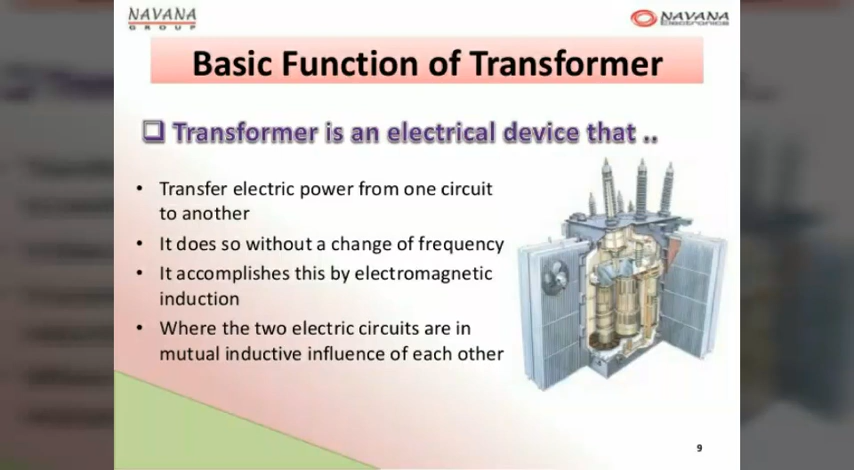 NAVANA
GROUP
NAVANA
Electronics
Basic Function of Transformer
Transformer is an electrical device that ..
• Transfer electric power from one circuit
to another
• It does so without a change of frequency
• It accomplishes this by electromagnetic
induction
• Where the two electric circuits are in
mutual inductive influence of each other
9